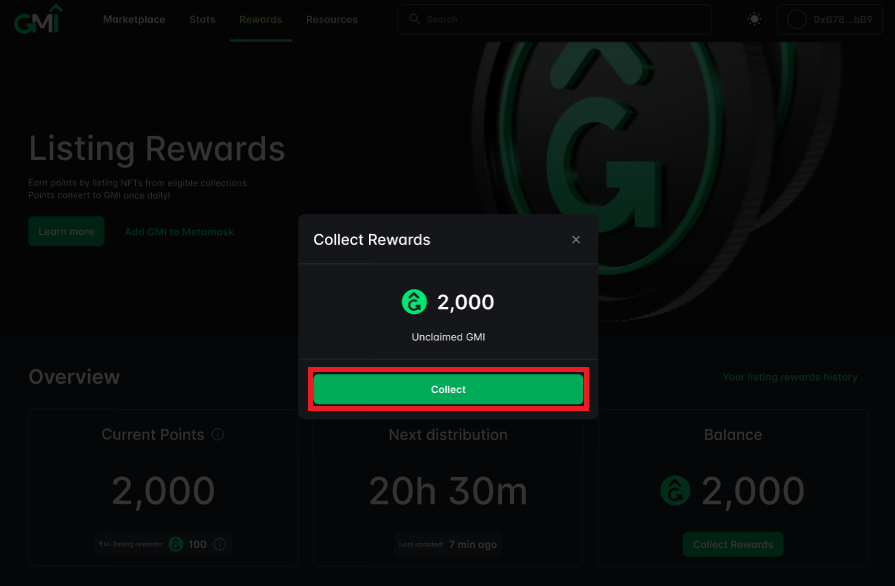 GMI
Marketplace
Stats
Rewards
Resources
Search
0xB78...bB9
Listing Rewards
Earn points by listing NFTs from eligible collections.
Points convert to GMI once daily!
Learn more
Add GMI to Metamask
Collect Rewards
2,000
Unclaimed GMI
Collect
Overview
Your listing rewards history
Current Points
2,000
Est. listing rewards: 100
Next distribution
20h 30m
Last updated: 7 min ago
Balance
2,000
Collect Rewards